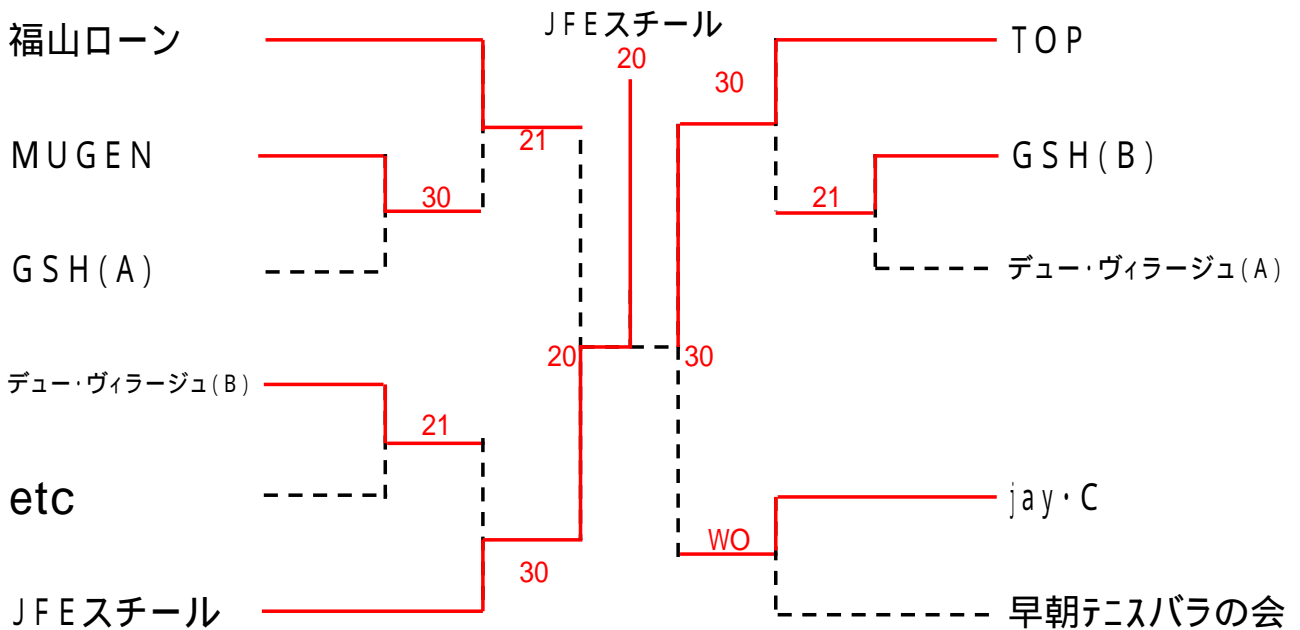 JFEスチール
20
福山ローン
21
MUGEN
30
GSH(A)
20
デュー・ヴィラージュ(B)
21
etc
30
JFEスチール
TOP
30
GSH(B)
21
デュー・ヴィラージュ(A)
30
jay・C
WO
早朝テニスバラの会